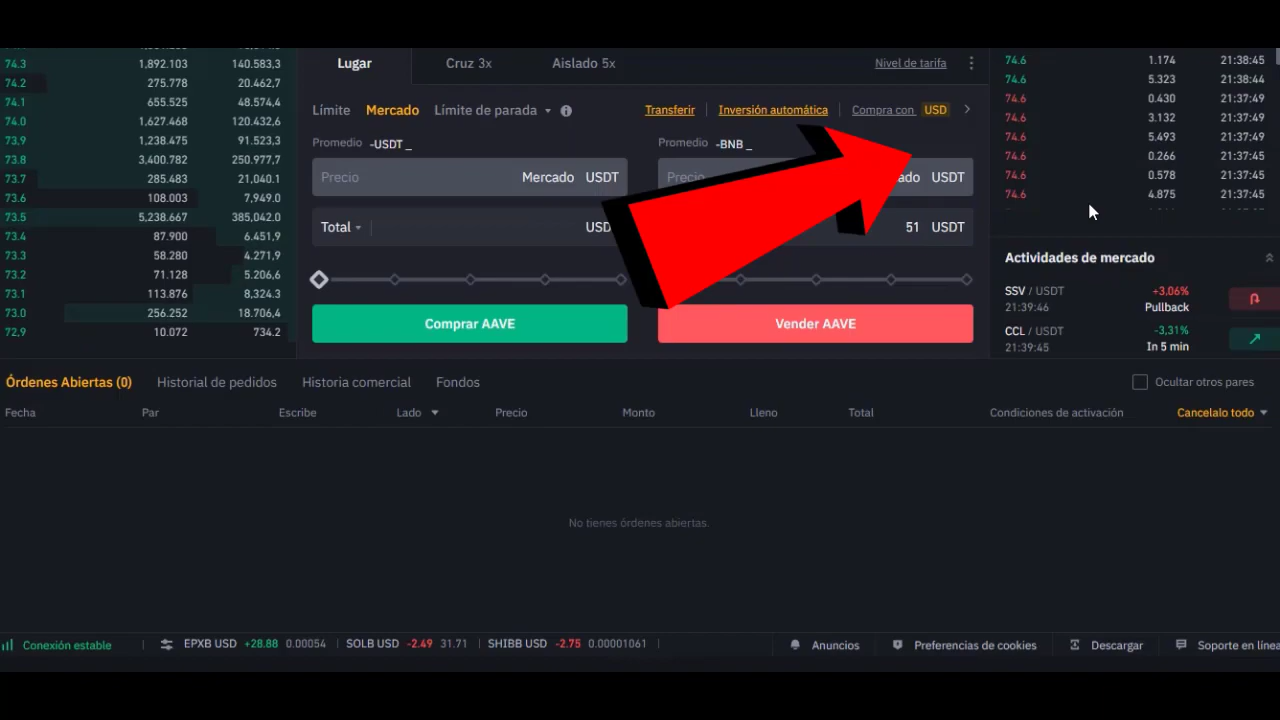 74.3 1,892.103 140.583,3
74.2 275.778 20.462,7
74.1 655.525 48.574,4
74.0 1,627.468 120.432,6
73.9 1,238.475 91.523,3
73.8 3,400.782 250.977,7
73.7 285.483 21,040.1
73.6 108.003 7,949.0
73.5 5,238.667 385,042.0
73.4 87.900 6.451,9
73.3 58.280 4.271,9
73.2 71.128 5.206,6
73.1 113.876 8,324.3
73.0 256.252 18.706,4
72,9 10.072 734.2
Lugar Cruz 3x Aislado 5x Nivel de tarifa
Límite Mercado Límite de parada Transferir Inversión automática Compra con USD
Promedio -USDT _ Promedio -BNB _
Precio Mercado USDT Precio USDT
Total 51 USDT
Comprar AAVE Vender AAVE
74.6 1.174 21:38:45
74.6 5.323 21:38:44
74.6 0.430 21:37:49
74.6 3.132 21:37:49
74.6 5.493 21:37:49
74.6 0.266 21:37:45
74.6 0.578 21:37:45
74.6 4.875 21:37:45
Actividades de mercado
SSV / USDT +3,06%
21:39:46 Pullback
CCL / USDT -3,31%
21:39:45 In 5 min
Órdenes Abiertas (0) Historial de pedidos Historia comercial Fondos Ocultar otros pares
Fecha Par Escribe Lado Precio Monto Lleno Total Condiciones de activación Cancelalo todo
No tienes órdenes abiertas.
Conexión estable EPXB USD +28.88 0.00054 SOLB USD -2.49 31.71 SHIBB USD -2.75 0.00001061 Anuncios Preferencias de cookies Descargar Soporte en línea